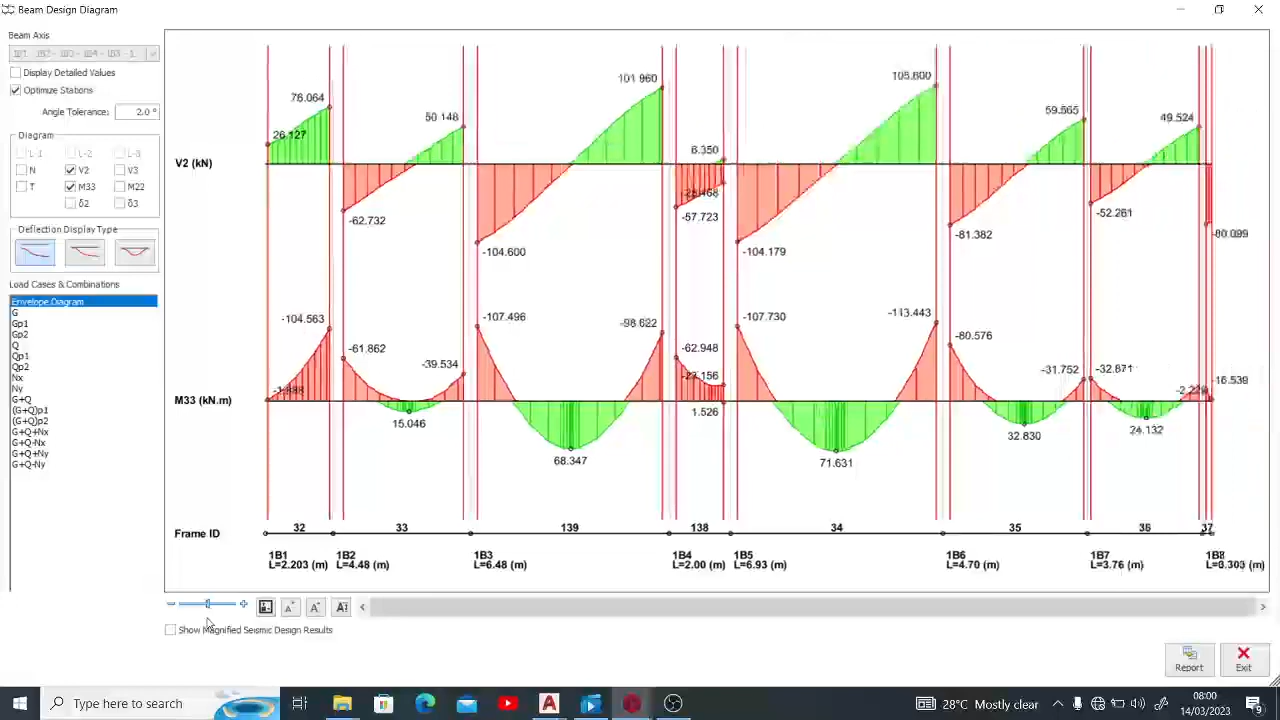 Beam Design Diagram
Beam Axis
Display Detailed Values
Optimize Stations
Angle Tolerance: 2.0 °
Diagram
L-1 L-2 L-3
N V2 V3
T M33 M22
δ2 δ3
Deflection Display Type
Load Cases & Combinations
Envelope Diagram
G
Gp1
Gp2
Q
Qp1
Qp2
Nx
Ny
G+Q
(G+Q)p1
(G+Q)p2
G+Q+Nx
G+Q-Nx
G+Q+Ny
G+Q-Ny
V2 (kN)
26.127
76.064
-62.732
50.148
-104.600
101.960
-57.723
6.350
-104.179
-81.382
59.565
-52.261
49.524
M33 (kN.m)
-104.563
-61.862
15.046
-39.534
-107.496
68.347
-98.622
-62.948
-27.156
1.526
-107.730
71.631
-113.443
-80.576
32.830
-31.752
-32.871
24.132
-16.539
Frame ID
32 33 139 138 34 35 36 37
1B1 1B2 1B3 1B4 1B5 1B6 1B7 1B8
L=2.203 (m) L=4.48 (m) L=6.48 (m) L=2.00 (m) L=6.93 (m) L=4.70 (m) L=3.76 (m) L=0.303 (m)
Show Magnified Seismic Design Results
Report
Exit
Type here to search
28°C Mostly clear
08:00
14/03/2023